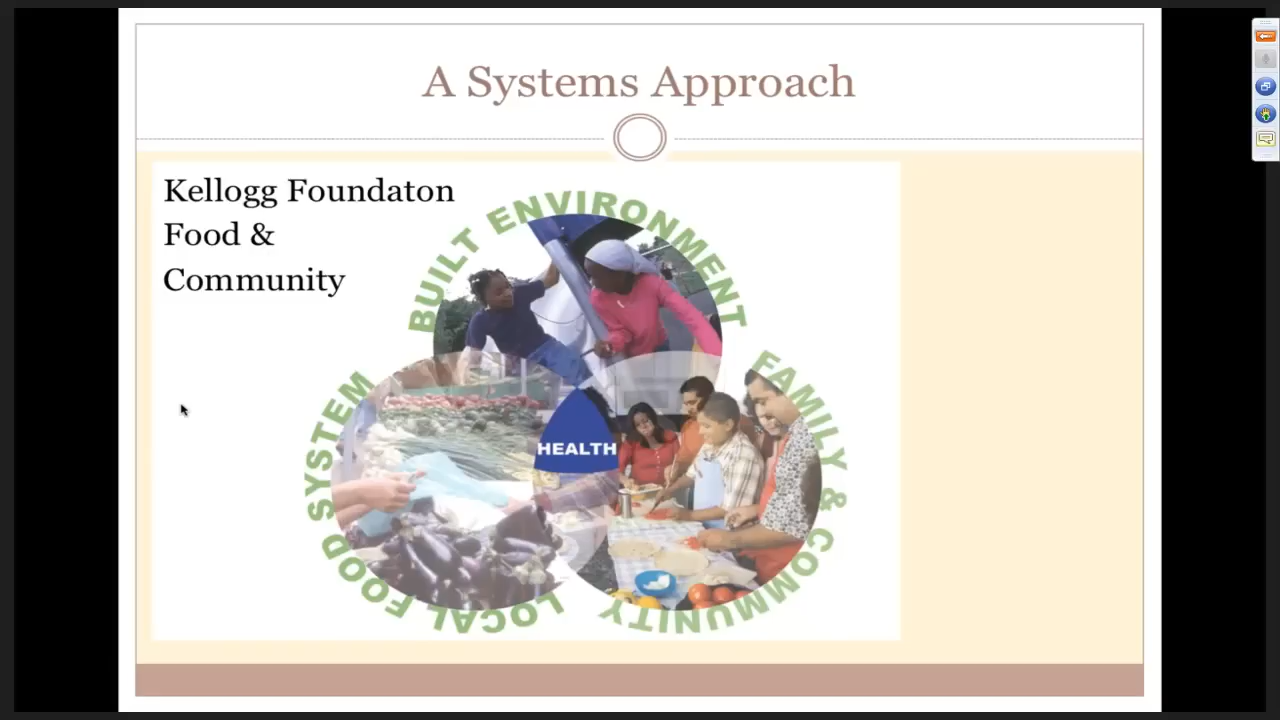 A Systems Approach
Kellogg Foundaton
Food &
Community
BUILT ENVIRONMENT
LOCAL FOOD SYSTEM
FAMILY & COMMUNITY
HEALTH